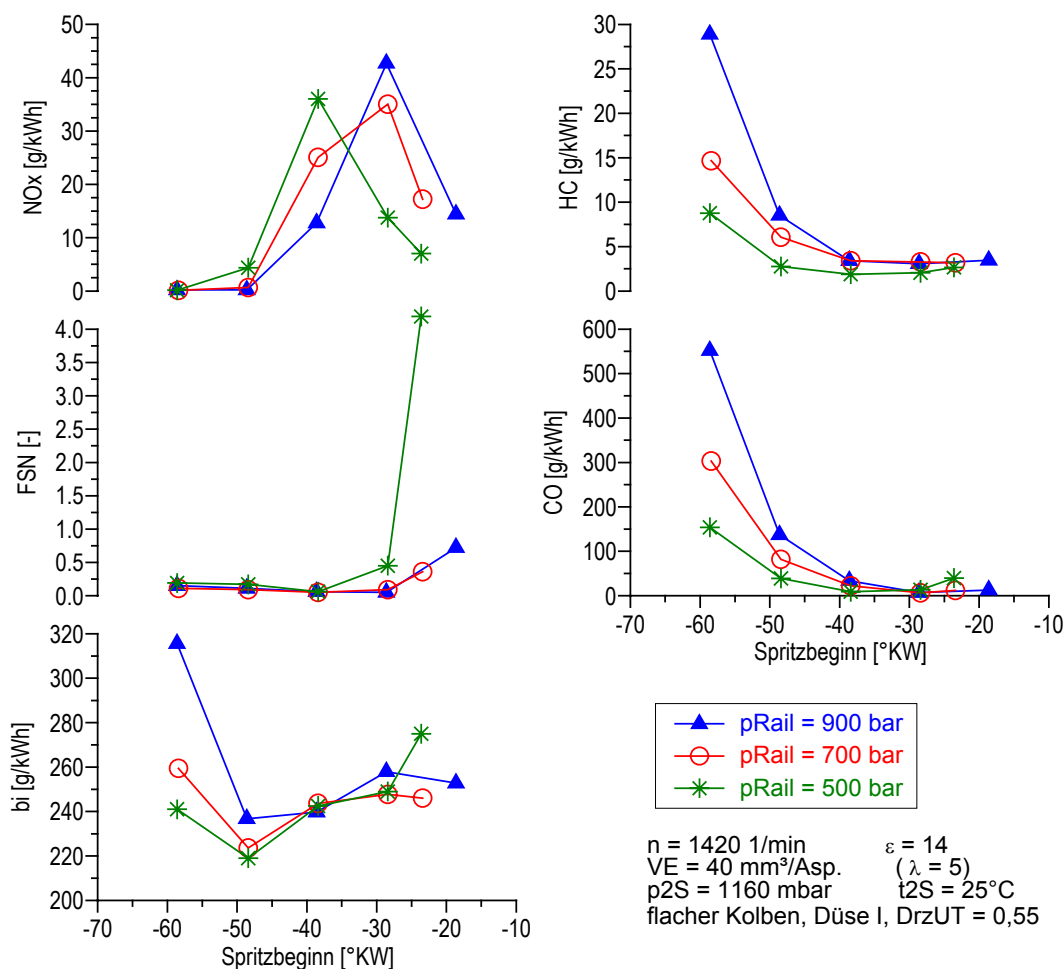 50
40
30
20
10
0
NOx [g/kWh]
4.0
3.5
3.0
2.5
2.0
1.5
1.0
0.5
0.0
FSN [-]
320
300
280
260
240
220
200
bi [g/kWh]
-70 -60 -50 -40 -30 -20 -10
Spritzbeginn [°KW]
30
25
20
15
10
5
0
HC [g/kWh]
600
500
400
300
200
100
0
CO [g/kWh]
-70 -60 -50 -40 -30 -20 -10
Spritzbeginn [°KW]
pRail = 900 bar
pRail = 700 bar
pRail = 500 bar
n = 1420 1/min ε = 14
VE = 40 mm³/Asp. ( λ = 5)
p2S = 1160 mbar t2S = 25°C
flacher Kolben, Düse I, DrzUT = 0,55